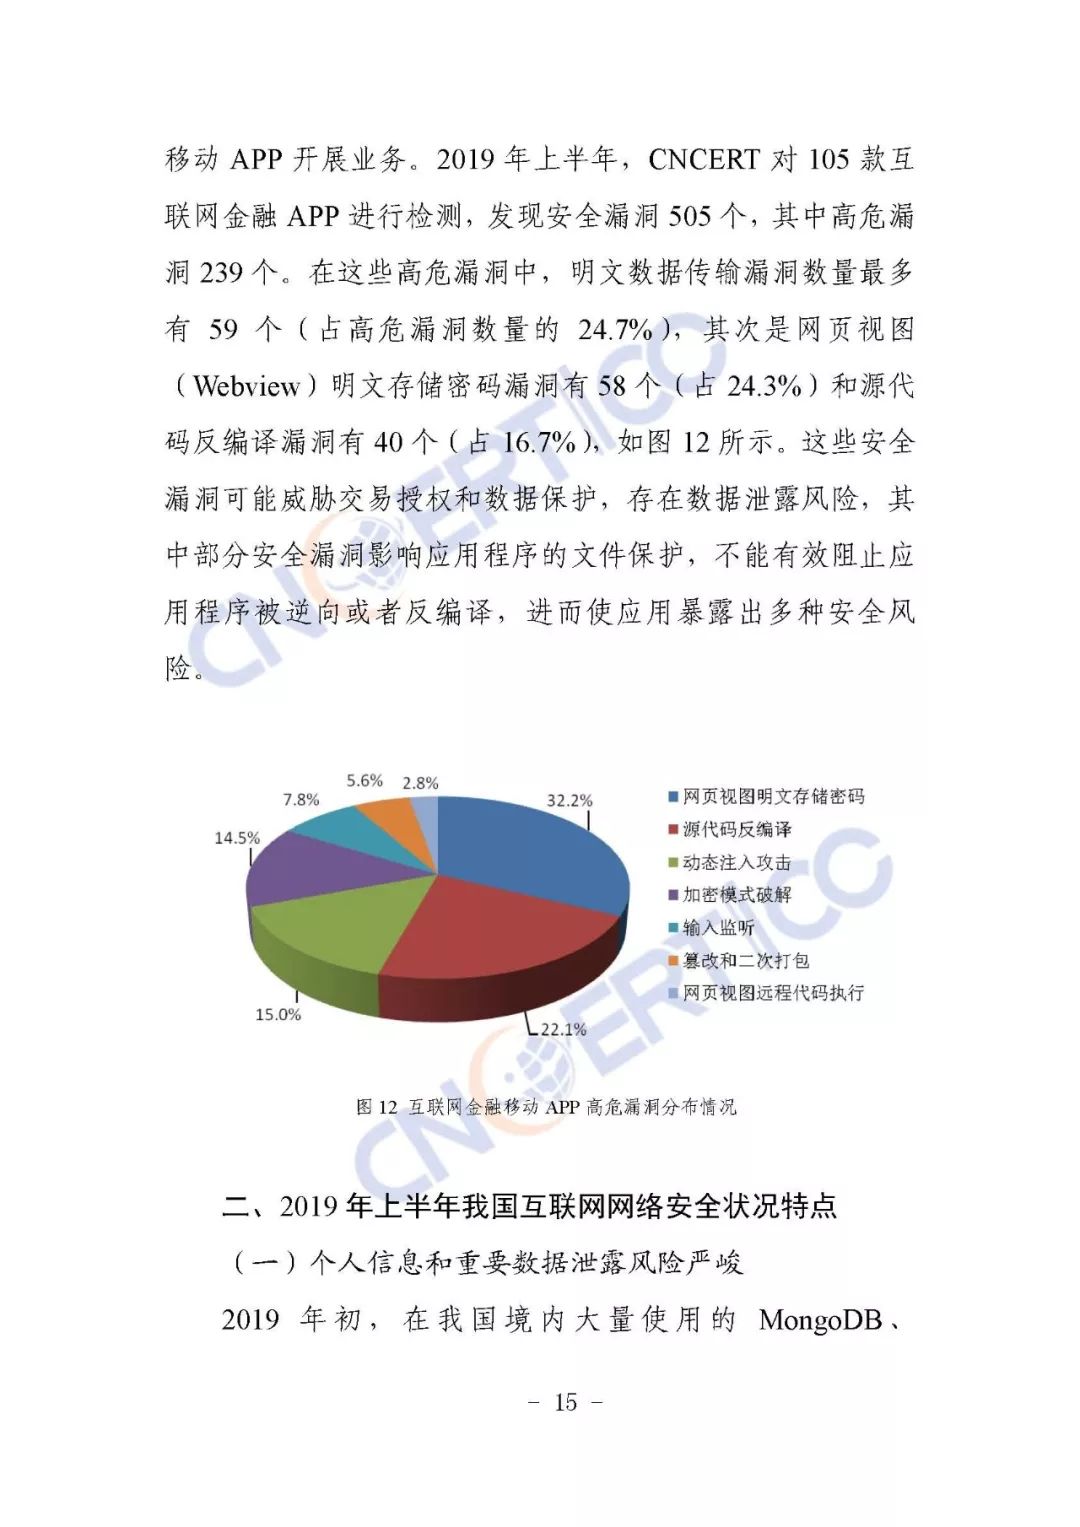 移动 APP 开展业务。2019 年上半年，CNCERT 对 105 款互
联网金融 APP 进行检测，发现安全漏洞 505 个，其中高危漏
洞 239 个。在这些高危漏洞中，明文数据传输漏洞数量最多
有 59 个（占高危漏洞数量的 24.7%），其次是网页视图
（Webview）明文存储密码漏洞有 58 个（占 24.3%）和源代
码反编译漏洞有 40 个（占 16.7%），如图 12 所示。这些安全
漏洞可能威胁交易授权和数据保护，存在数据泄露风险，其
中部分安全漏洞影响应用程序的文件保护，不能有效阻止应
用程序被逆向或者反编译，进而使应用暴露出多种安全风
险。
CNCERT/CC
5.6% 2.8%
7.8%
32.2%
14.5%
15.0%
22.1%
网页视图明文存储密码
源代码反编译
动态注入攻击
加密模式破解
输入监听
篡改和二次打包
网页视图远程代码执行
CNCERT/CC
图 12 互联网金融移动 APP 高危漏洞分布情况
二、2019 年上半年我国互联网网络安全状况特点
（一）个人信息和重要数据泄露风险严峻
2019 年初，在我国境内大量使用的 MongoDB、
- 15 -